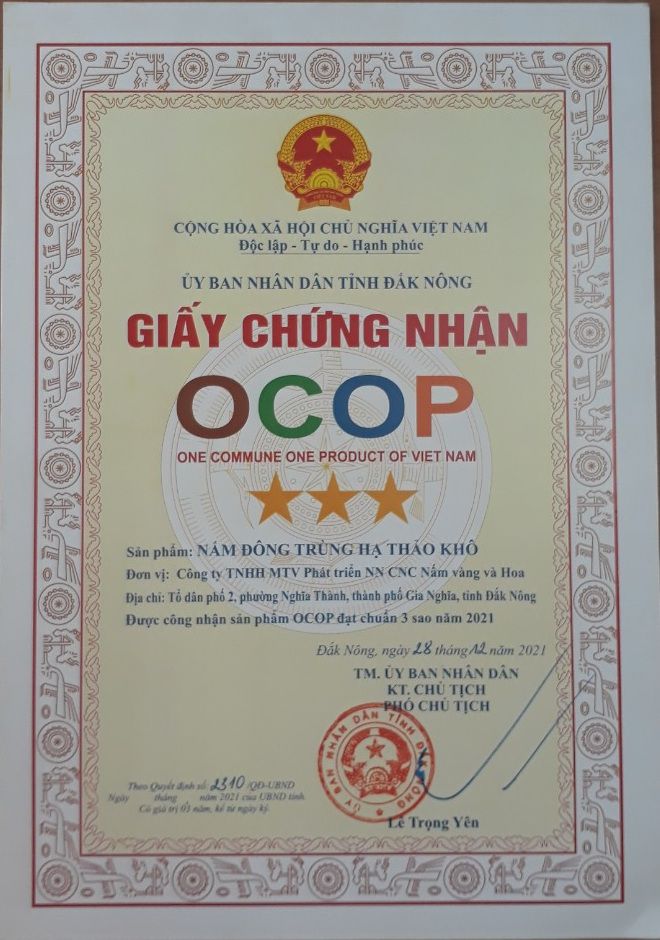 CỘNG HÒA XÃ HỘI CHỦ NGHĨA VIỆT NAM
Độc lập - Tự do - Hạnh phúc
ỦY BAN NHÂN DÂN TỈNH ĐẮK NÔNG
GIẤY CHỨNG NHẬN
OCOP
ONE COMMUNE ONE PRODUCT OF VIET NAM
Sản phẩm: NẤM ĐÔNG TRÙNG HẠ THẢO KHÔ
Đơn vị: Công ty TNHH MTV Phát triển NN CNC Nấm vàng và Hoa
Địa chỉ: Tổ dân phố 2, phường Nghĩa Thành, thành phố Gia Nghĩa, tỉnh Đắk Nông
Được công nhận sản phẩm OCOP đạt chuẩn 3 sao năm 2021
Đắk Nông, ngày 28 tháng 12 năm 2021
TM. ỦY BAN NHÂN DÂN
KT. CHỦ TỊCH
PHÓ CHỦ TỊCH
ỦY BAN NHÂN DÂN TỈNH ĐẮK NÔNG
Theo Quyết định số: 2310 /QĐ-UBND
Ngày tháng năm 2021 của UBND tỉnh.
Có giá trị 03 năm, kể từ ngày ký.
Lê Trọng Yên